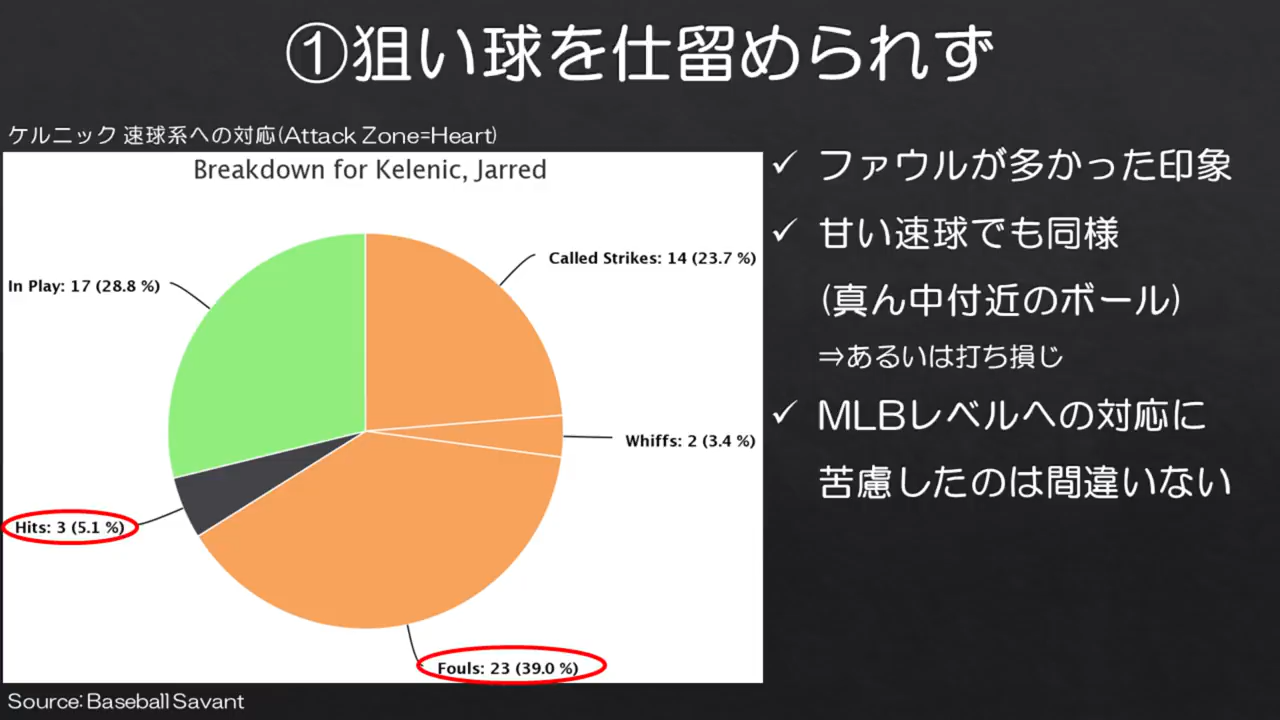 ①狙い球を仕留められず
ケルニック 速球系への対応(Attack Zone=Heart)
Breakdown for Kelenic, Jarred
Called Strikes: 14 (23.7 %)
In Play: 17 (28.8 %)
Whiffs: 2 (3.4 %)
Hits: 3 (5.1 %)
Fouls: 23 (39.0 %)
Source: Baseball Savant
✓ ファウルが多かった印象
✓ 甘い速球でも同様
(真ん中付近のボール)
⇒あるいは打ち損じ
✓ MLBレベルへの対応に
苦慮したのは間違いない